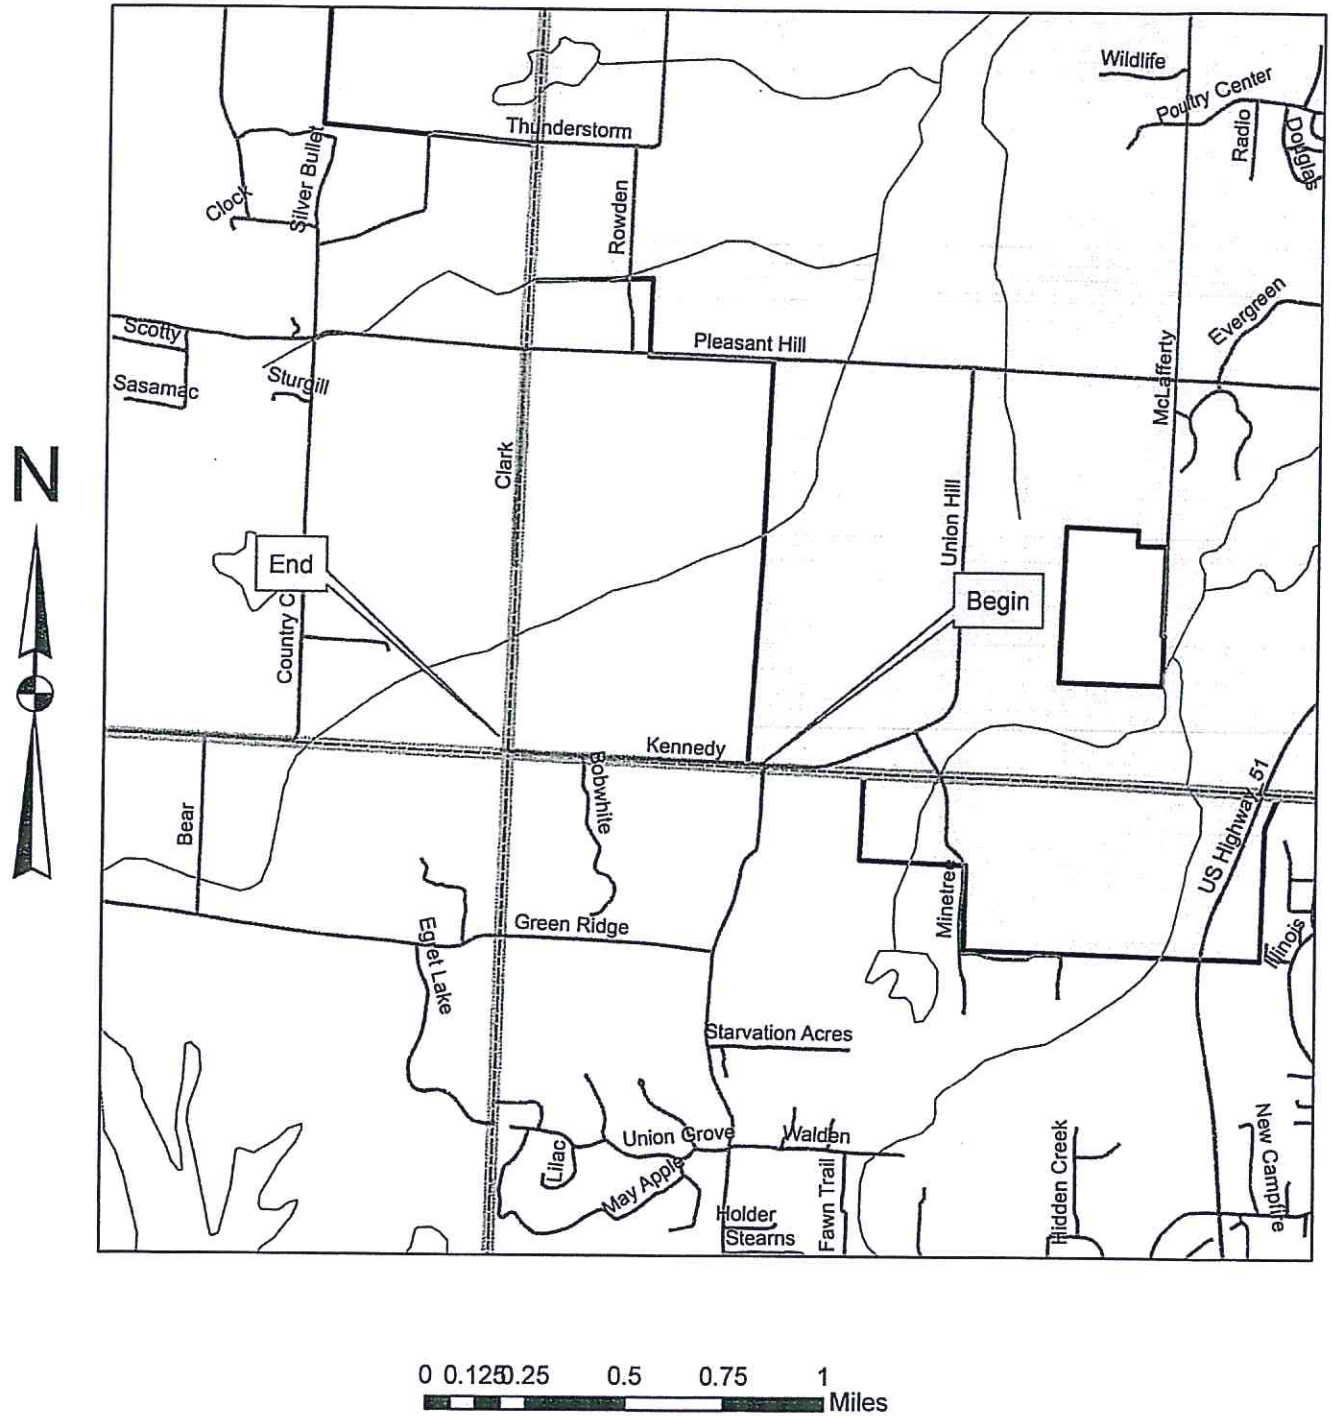 Wildlife
Poultry Center
Thunderstorm
Radio
Douglas
Silver Bullet
Clock
Rowden
Evergreen
Scotty
Pleasant Hill
McLafferty
Sasamac
Sturgill
N
Clark
Union Hill
End
Begin
Country C
Kennedy
Bobwhite
US Highway 51
Bear
Minetree
Green Ridge
Eget Lake
Illinois
Starvation Acres
Union Grove
Walden
Lilac
May Apple
Fawn Trail
Hidden Creek
New Campfire
Holder
Stearns
0 0.125 0.25 0.5 0.75 1
Miles